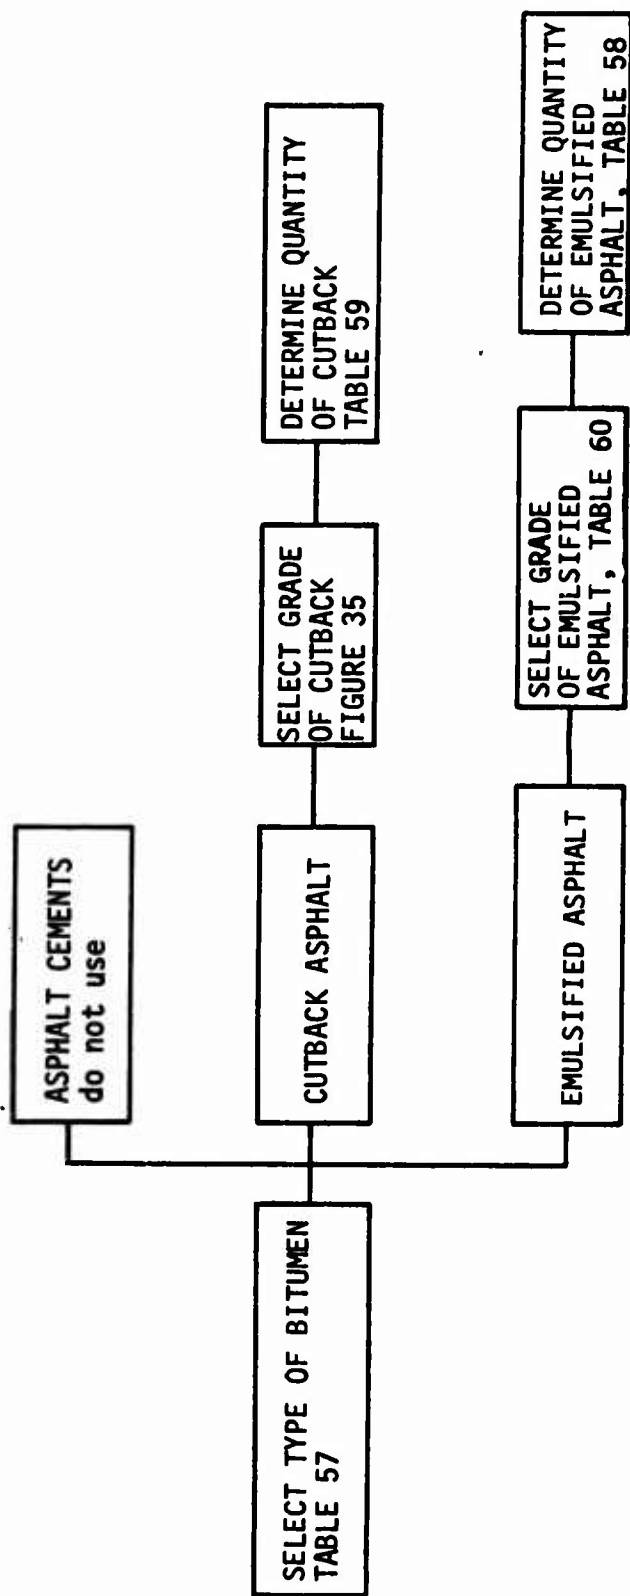 SELECT TYPE OF BITUMEN
TABLE 57
ASPHALT CEMENTS
do not use
CUTBACK ASPHALT
SELECT GRADE
OF CUTBACK
FIGURE 35
DETERMINE QUANTITY
OF CUTBACK
TABLE 59
EMULSIFIED ASPHALT
SELECT GRADE
OF EMULSIFIED
ASPHALT, TABLE 60
DETERMINE QUANTITY
OF EMULSIFIED
ASPHALT, TABLE 58